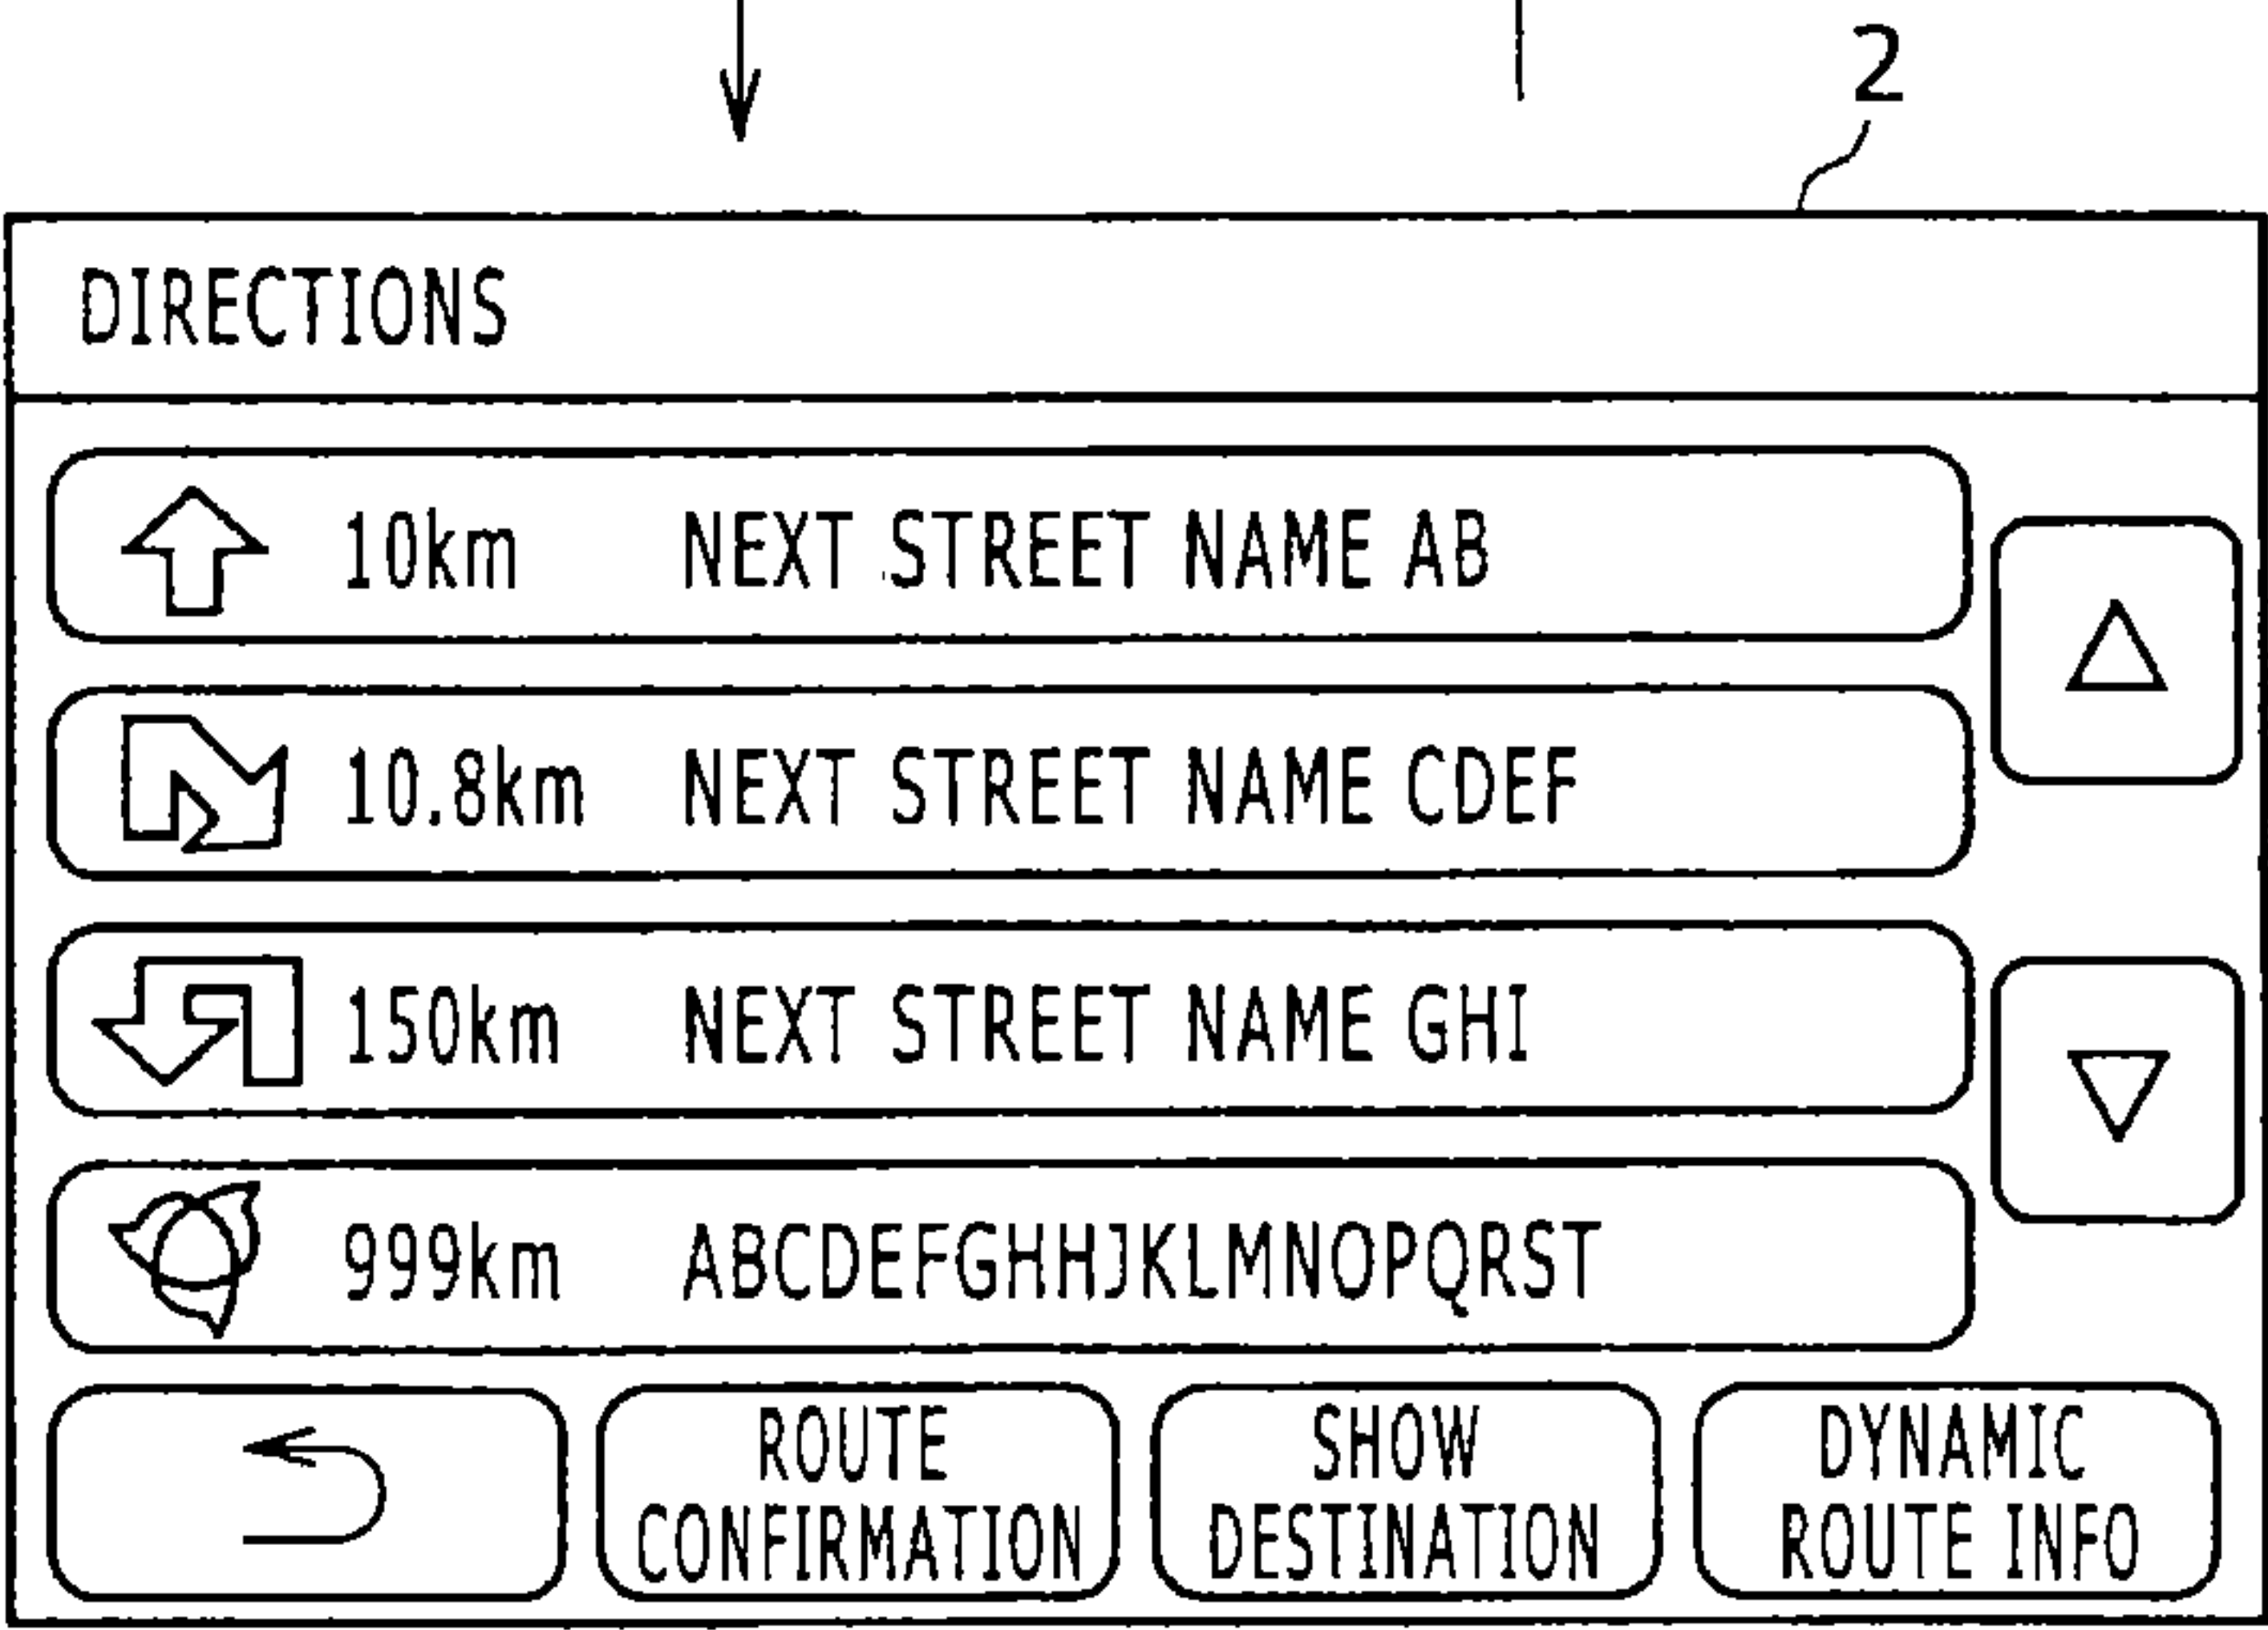 2
DIRECTIONS
10km NEXT STREET NAME AB
10.8km NEXT STREET NAME CDEF
150km NEXT STREET NAME GHI
999km ABCDEFGHHJKLMNOPQRST
ROUTE
CONFIRMATION
SHOW
DESTINATION
DYNAMIC
ROUTE INFO